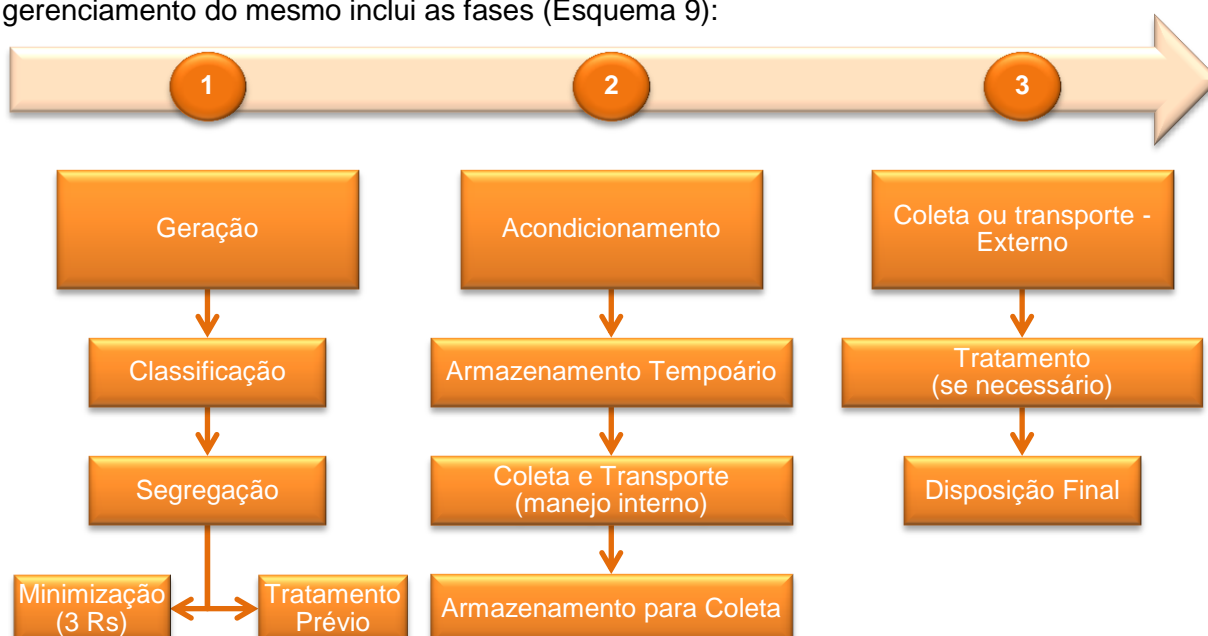 gerenciamento do mesmo inclui as fases (Esquema 9):
1
2
3
Geração
Classificação
Segregação
Minimização
(3 Rs)
Tratamento
Prévio
Acondicionamento
Armazenamento Tempoário
Coleta e Transporte
(manejo interno)
Armazenamento para Coleta
Coleta ou transporte -
Externo
Tratamento
(se necessário)
Disposição Final